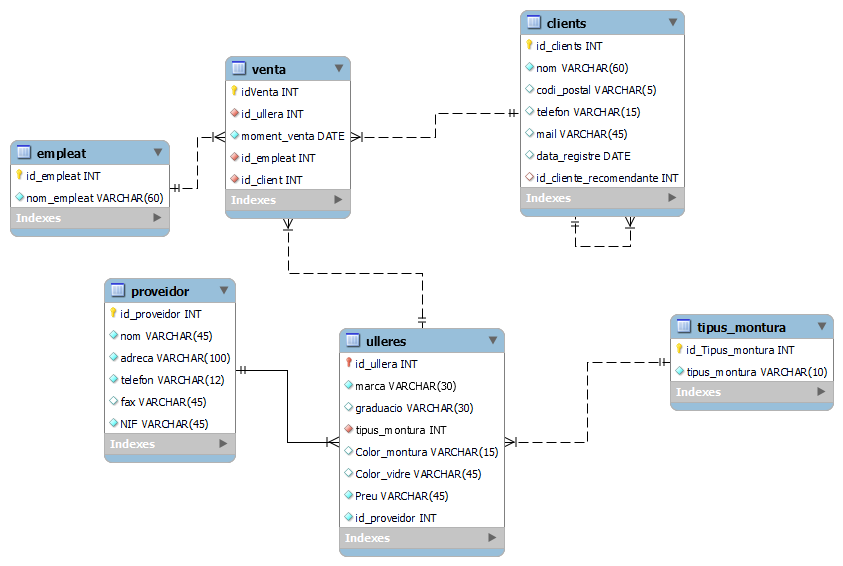 clients
id_clients INT
nom VARCHAR(60)
codi_postal VARCHAR(5)
telefon VARCHAR(15)
mail VARCHAR(45)
data_registre DATE
id_cliente_recomendante INT
Indexes
venta
idVenta INT
id_ullera INT
moment_venta DATE
id_empleat INT
id_client INT
Indexes
empleat
id_empleat INT
nom_empleat VARCHAR(60)
Indexes
proveidor
id_proveidor INT
nom VARCHAR(45)
adreca VARCHAR(100)
telefon VARCHAR(12)
fax VARCHAR(45)
NIF VARCHAR(45)
Indexes
ulleres
id_ullera INT
marca VARCHAR(30)
graduacio VARCHAR(30)
tipus_montura INT
Color_montura VARCHAR(15)
Color_vidre VARCHAR(45)
Preu VARCHAR(45)
id_proveidor INT
Indexes
tipus_montura
id_Tipus_montura INT
tipus_montura VARCHAR(10)
Indexes